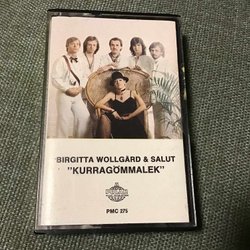 BIRGITTA WOLLGÅRD & SALUT
"KURRAGÖMMALEK"
PMC 275